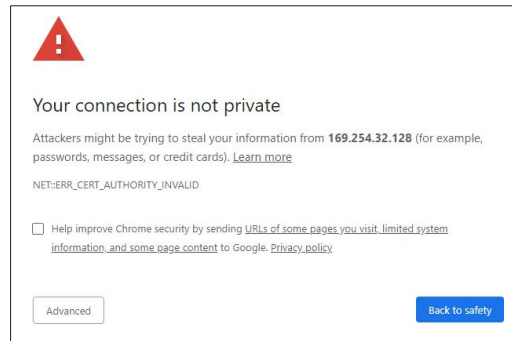 Your connection is not private
Attackers might be trying to steal your information from 169.254.32.128 (for example,
passwords, messages, or credit cards). Learn more
NET::ERR_CERT_AUTHORITY_INVALID
Help improve Chrome security by sending URLs of some pages you visit, limited system
information, and some page content to Google. Privacy policy
Advanced
Back to safety